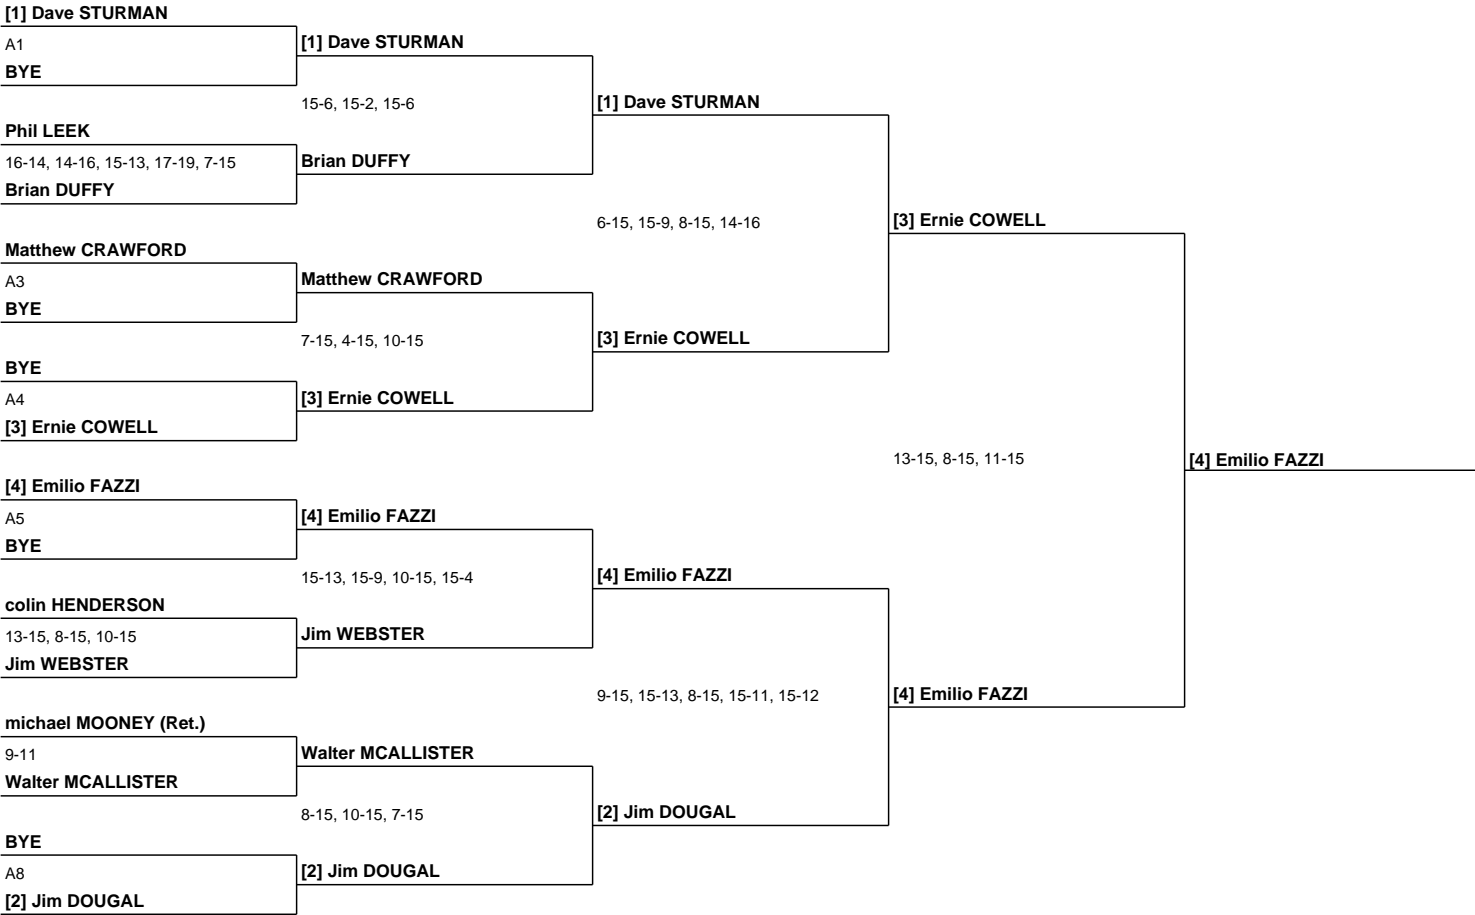 [1] Dave STURMAN
A1
BYE
[1] Dave STURMAN
15-6, 15-2, 15-6
Phil LEEK
16-14, 14-16, 15-13, 17-19, 7-15
Brian DUFFY
Brian DUFFY
[1] Dave STURMAN
6-15, 15-9, 8-15, 14-16
Matthew CRAWFORD
A3
BYE
Matthew CRAWFORD
7-15, 4-15, 10-15
BYE
A4
[3] Ernie COWELL
[3] Ernie COWELL
[3] Ernie COWELL
[3] Ernie COWELL
13-15, 8-15, 11-15
[4] Emilio FAZZI
[4] Emilio FAZZI
A5
BYE
[4] Emilio FAZZI
15-13, 15-9, 10-15, 15-4
colin HENDERSON
13-15, 8-15, 10-15
Jim WEBSTER
Jim WEBSTER
[4] Emilio FAZZI
9-15, 15-13, 8-15, 15-11, 15-12
[4] Emilio FAZZI
michael MOONEY (Ret.)
9-11
Walter MCALLISTER
Walter MCALLISTER
8-15, 10-15, 7-15
BYE
A8
[2] Jim DOUGAL
[2] Jim DOUGAL
[2] Jim DOUGAL